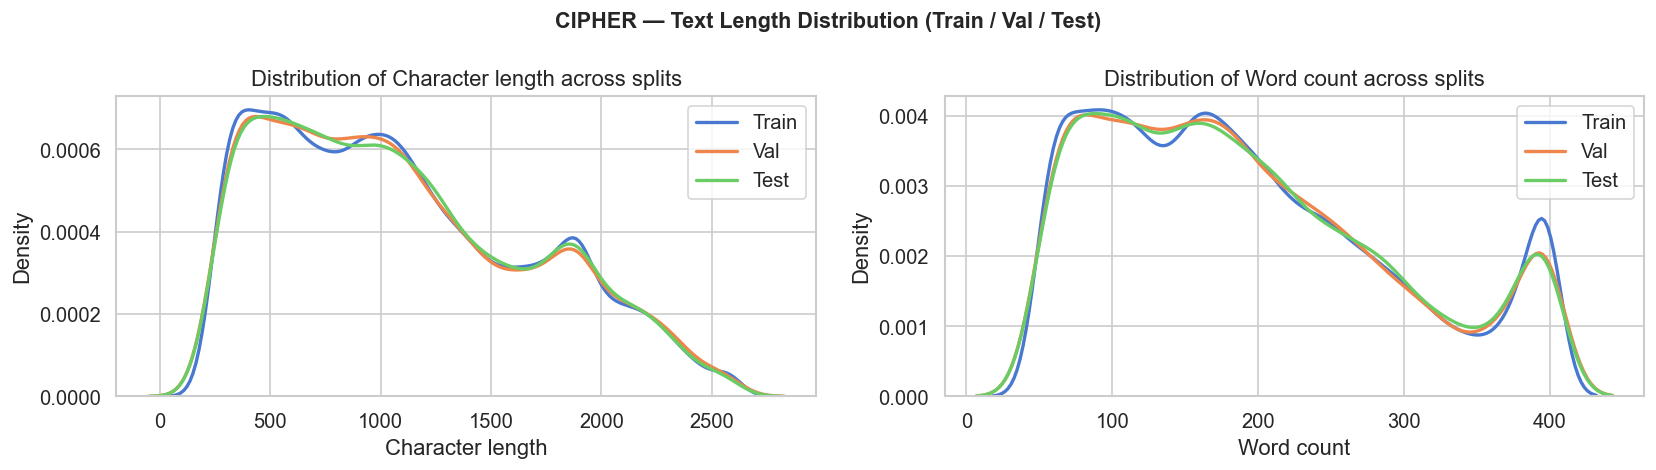 CIPHER — Text Length Distribution (Train / Val / Test)
Distribution of Character length across splits
Train
Val
Test
0.0006
0.0004
0.0002
0.0000
Density
0 500 1000 1500 2000 2500
Character length
Distribution of Word count across splits
Train
Val
Test
0.004
0.003
0.002
0.001
0.000
Density
0 100 200 300 400
Word count